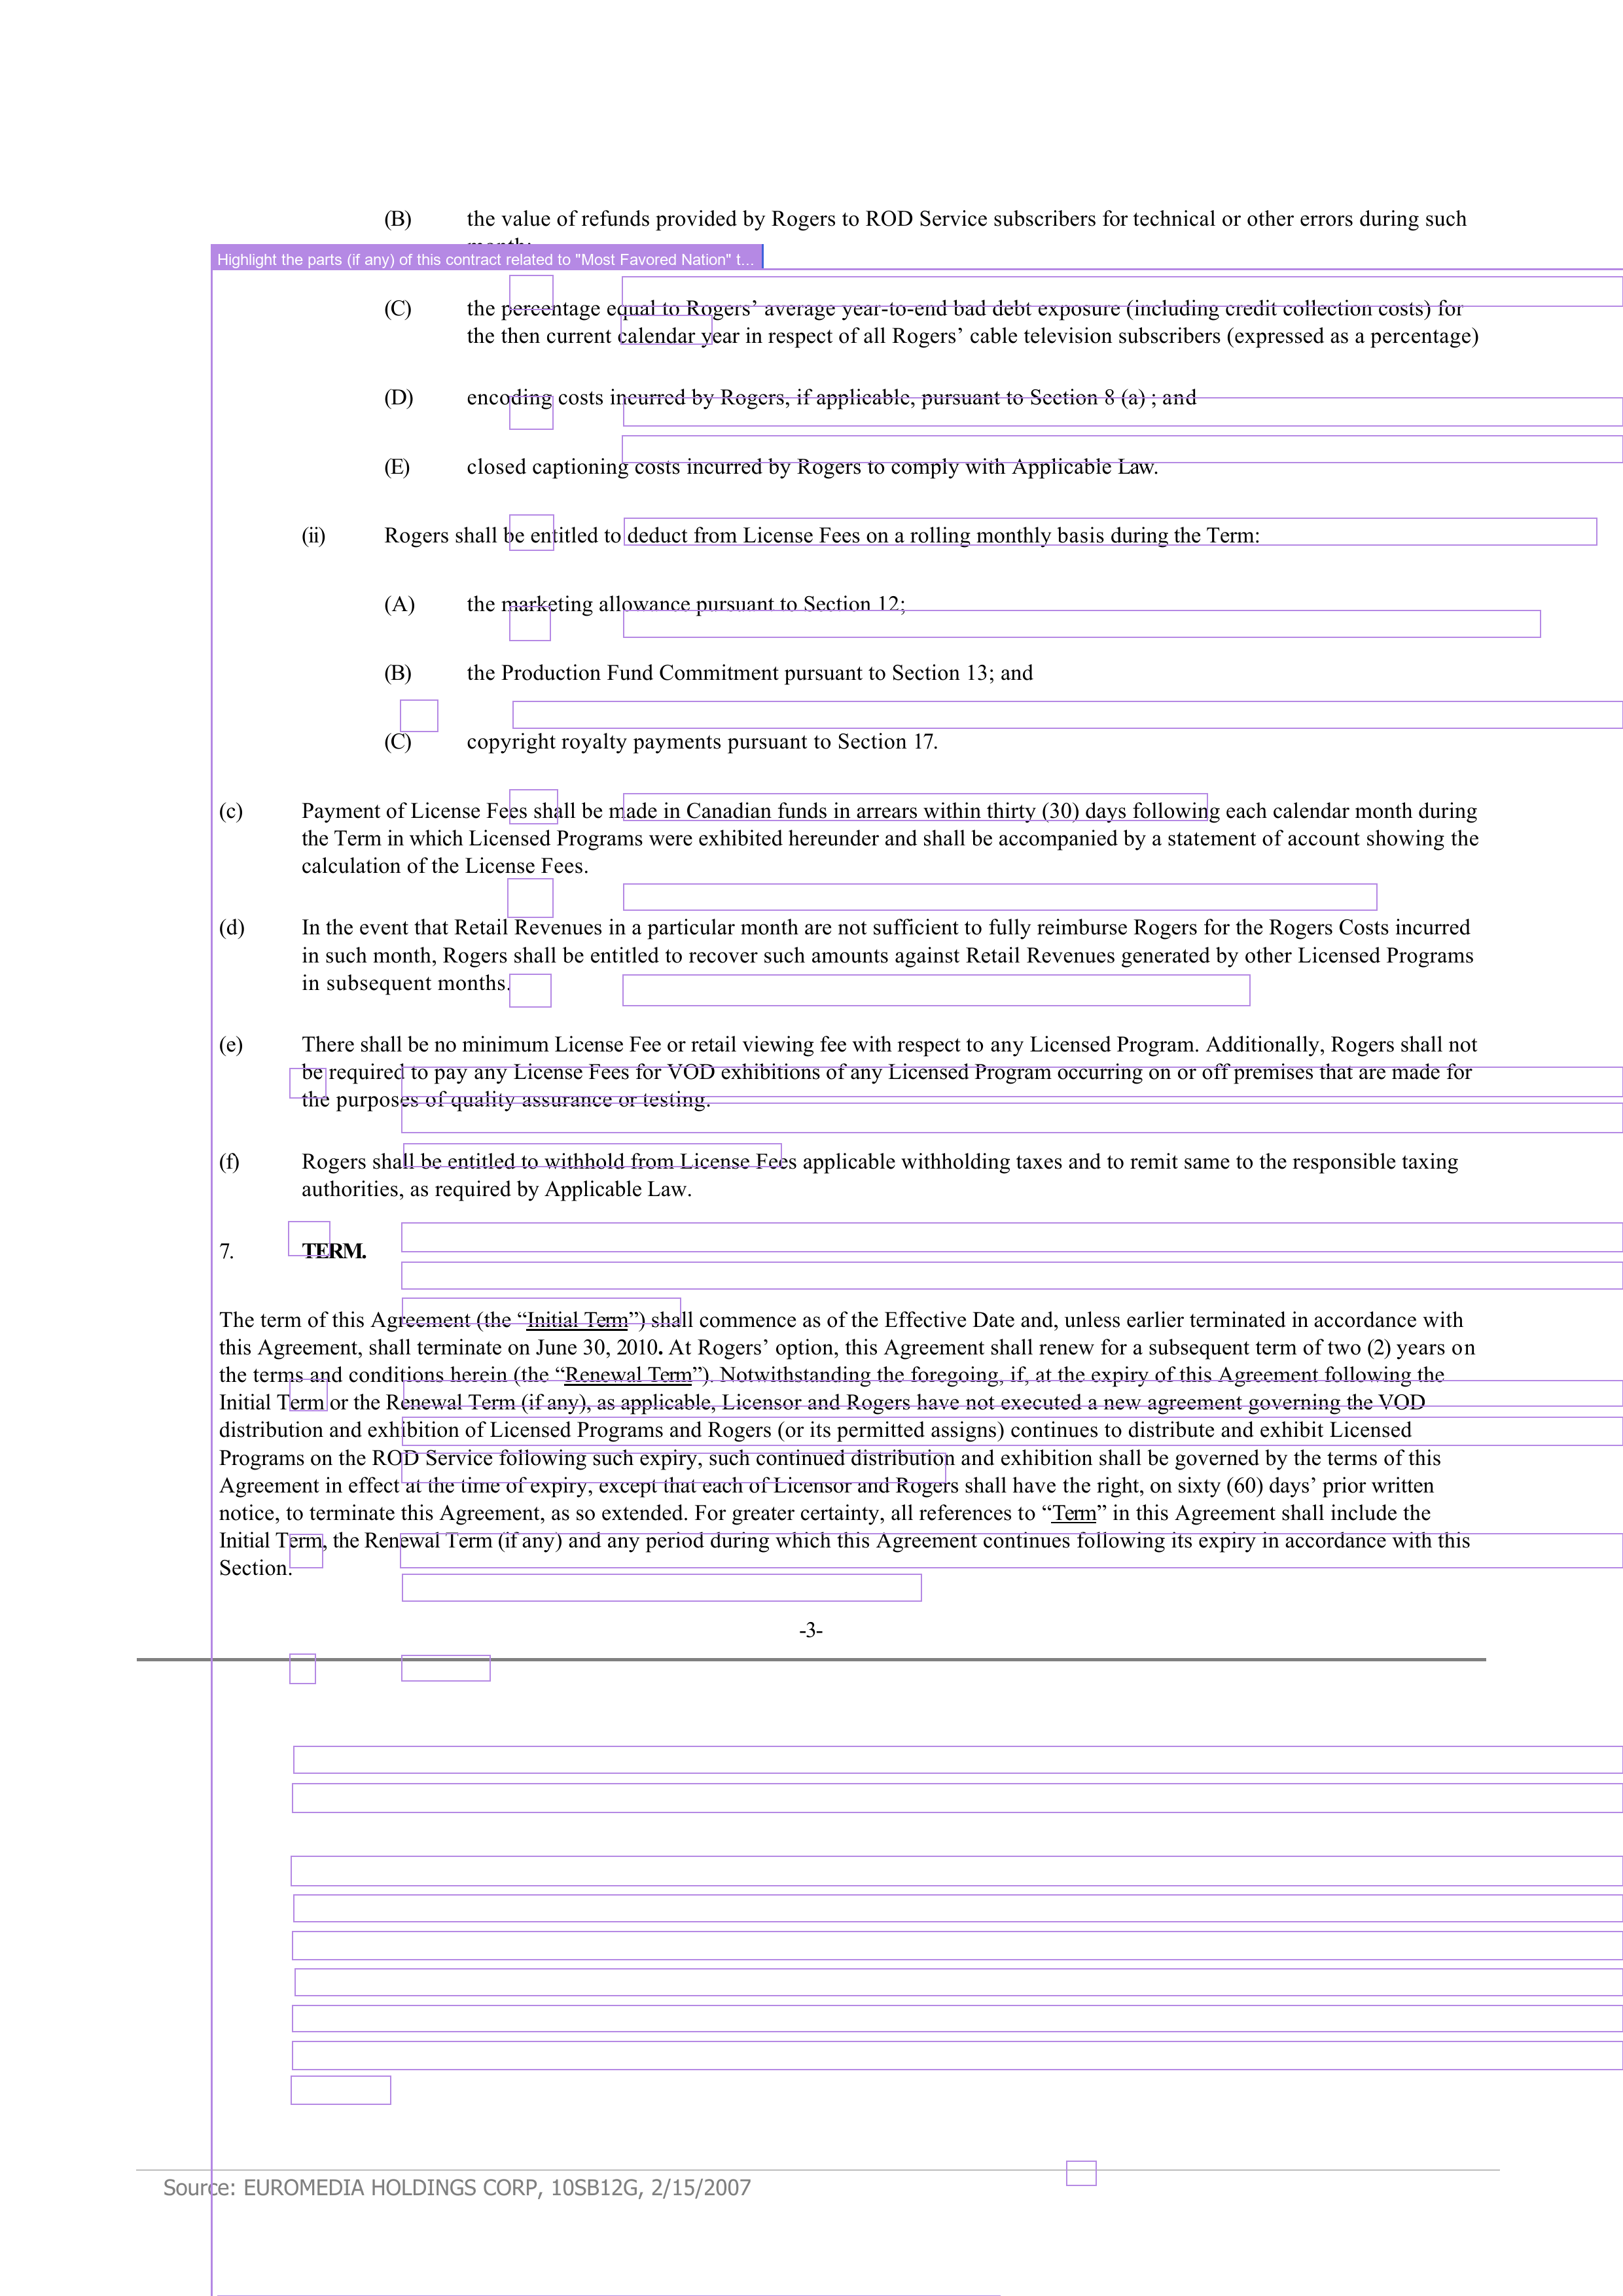 (B) the value of refunds provided by Rogers to ROD Service subscribers for technical or other errors during such
Highlight the parts (if any) of this contract related to "Most Favored Nation" t...
(C) the percentage equal to Rogers’ average year-to-end bad debt exposure (including credit collection costs) for
the then current calendar year in respect of all Rogers’ cable television subscribers (expressed as a percentage)
(D) encoding costs incurred by Rogers, if applicable, pursuant to Section 8 (a) ; and
(E) closed captioning costs incurred by Rogers to comply with Applicable Law.
(ii) Rogers shall be entitled to deduct from License Fees on a rolling monthly basis during the Term:
(A) the marketing allowance pursuant to Section 12;
(B) the Production Fund Commitment pursuant to Section 13; and
(C) copyright royalty payments pursuant to Section 17.
(c) Payment of License Fees shall be made in Canadian funds in arrears within thirty (30) days following each calendar month during
the Term in which Licensed Programs were exhibited hereunder and shall be accompanied by a statement of account showing the
calculation of the License Fees.
(d) In the event that Retail Revenues in a particular month are not sufficient to fully reimburse Rogers for the Rogers Costs incurred
in such month, Rogers shall be entitled to recover such amounts against Retail Revenues generated by other Licensed Programs
in subsequent months.
(e) There shall be no minimum License Fee or retail viewing fee with respect to any Licensed Program. Additionally, Rogers shall not
be required to pay any License Fees for VOD exhibitions of any Licensed Program occurring on or off premises that are made for
the purposes of quality assurance or testing.
(f) Rogers shall be entitled to withhold from License Fees applicable withholding taxes and to remit same to the responsible taxing
authorities, as required by Applicable Law.
7. TERM.
The term of this Agreement (the “Initial Term”) shall commence as of the Effective Date and, unless earlier terminated in accordance with
this Agreement, shall terminate on June 30, 2010. At Rogers’ option, this Agreement shall renew for a subsequent term of two (2) years on
the terms and conditions herein (the “Renewal Term”). Notwithstanding the foregoing, if, at the expiry of this Agreement following the
Initial Term or the Renewal Term (if any), as applicable, Licensor and Rogers have not executed a new agreement governing the VOD
distribution and exhibition of Licensed Programs and Rogers (or its permitted assigns) continues to distribute and exhibit Licensed
Programs on the ROD Service following such expiry, such continued distribution and exhibition shall be governed by the terms of this
Agreement in effect at the time of expiry, except that each of Licensor and Rogers shall have the right, on sixty (60) days’ prior written
notice, to terminate this Agreement, as so extended. For greater certainty, all references to “Term” in this Agreement shall include the
Initial Term, the Renewal Term (if any) and any period during which this Agreement continues following its expiry in accordance with this
Section.
-3-
Source: EUROMEDIA HOLDINGS CORP, 10SB12G, 2/15/2007